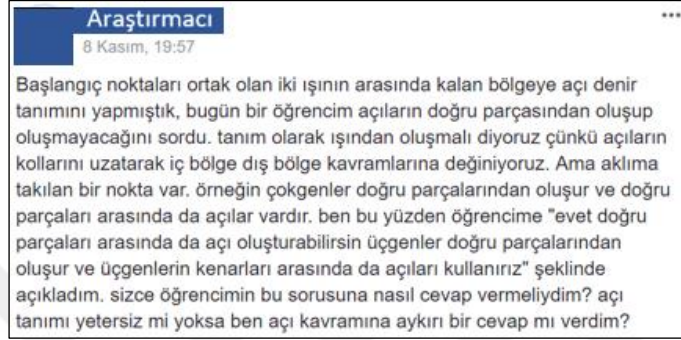 Araştırmacı
8 Kasım, 19:57
Başlangıç noktaları ortak olan iki ışının arasında kalan bölgeye açı denir
tanımını yapmıştık, bugün bir öğrencim açıların doğru parçasından oluşup
oluşmayacağını sordu. tanım olarak ışından oluşmalı diyoruz çünkü açıların
kollarını uzatarak iç bölge dış bölge kavramlarına değiniyoruz. Ama aklıma
takılan bir nokta var. örneğin çokgenler doğru parçalarından oluşur ve doğru
parçaları arasında da açılar vardır. ben bu yüzden öğrencime "evet doğru
parçaları arasında da açı oluşturabilirsin üçgenler doğru parçalarından
oluşur ve üçgenlerin kenarları arasında da açıları kullanırız" şeklinde
açıkladım. sizce öğrencimin bu sorusuna nasıl cevap vermeliydim? açı
tanımı yetersiz mi yoksa ben açı kavramına aykırı bir cevap mı verdim?